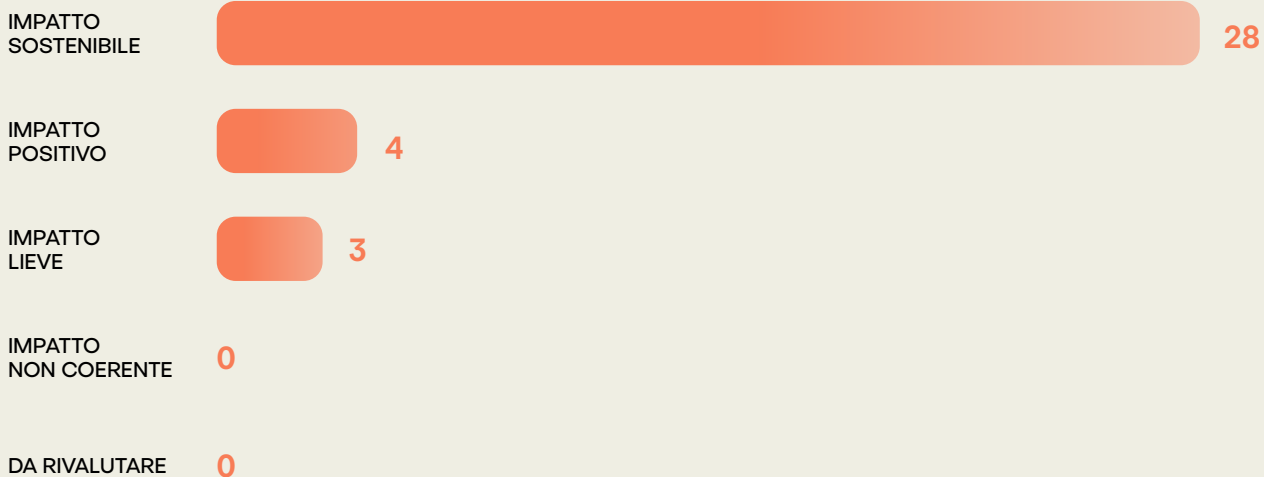 IMPATTO
SOSTENIBILE
28
IMPATTO
POSITIVO
4
IMPATTO
LIEVE
3
IMPATTO
NON COERENTE
0
DA RIVALUTARE
0